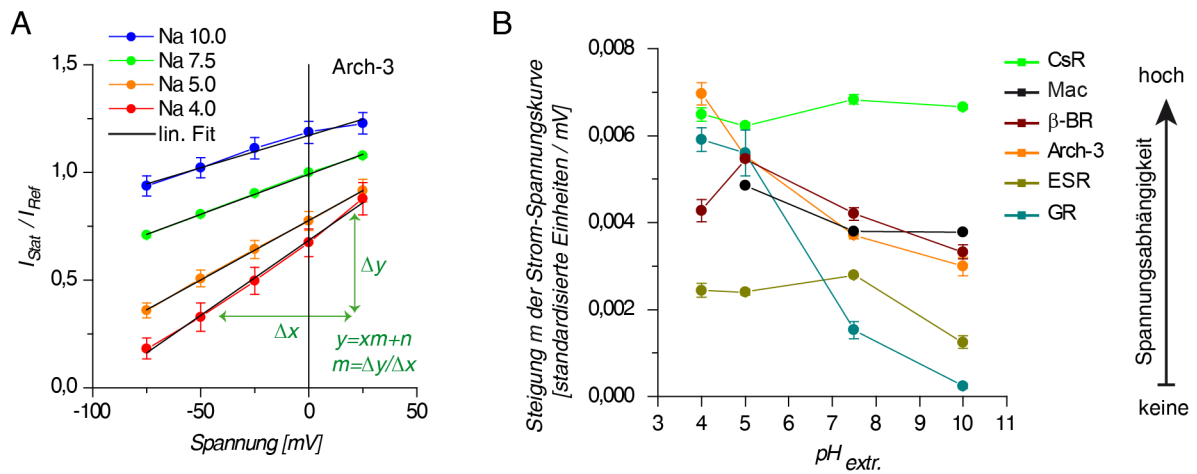 A
Na 10.0
Na 7.5
Na 5.0
Na 4.0
lin. Fit
Arch-3
1,5
1,0
0,5
0,0
I Stat / I Ref
-100
-50
0
50
Spannung [mV]
Δy
Δx
y=xm+n
m=Δy/Δx
B
0,008
0,006
0,004
0,002
0,000
Steigung m der Strom-Spannungskurve
[standardisierte Einheiten / mV]
3
4
5
6
7
8
9
10
11
pH extr.
CsR
Mac
β-BR
Arch-3
ESR
GR
hoch
Spannungsabhängigkeit
keine